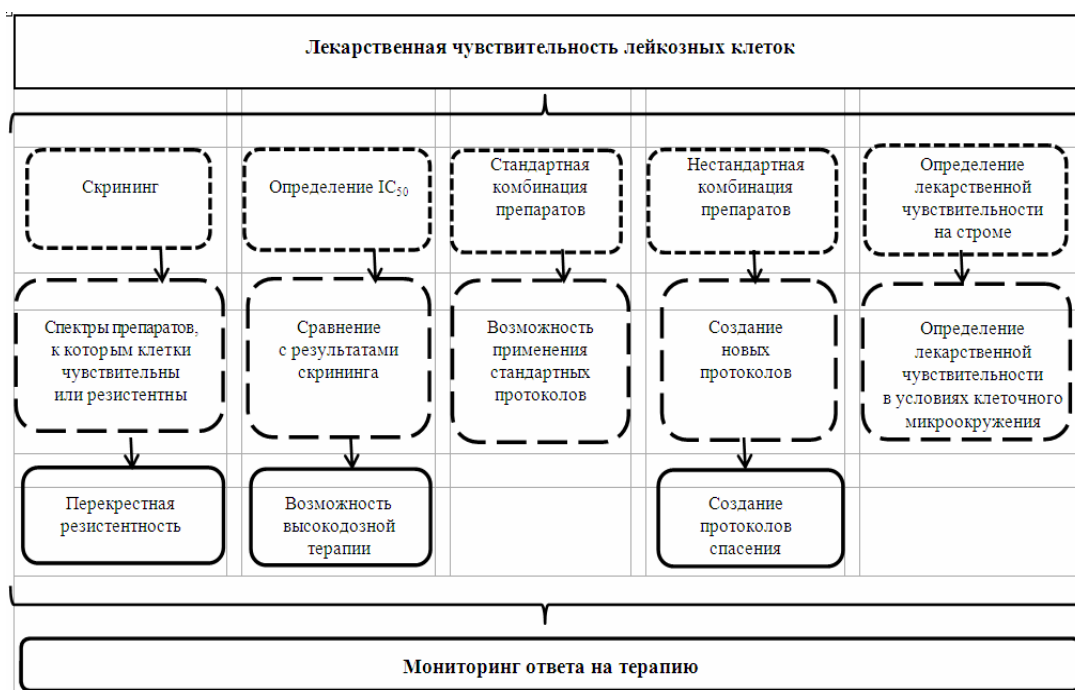 Лекарственная чувствительность лейкозных клеток
Скрининг
Определение IC50
Стандартная
комбинация
препаратов
Нестандартная
комбинация
препаратов
Определение
лекарственной
чувствительности
на строме
Спектры препаратов,
к которым клетки
чувствительны
или резистентны
Сравнение
с результатами
скрининга
Возможность
применения
стандартных
протоколов
Создание
новых
протоколов
Определение
лекарственной
чувствительности
в условиях клеточного
микроокружения
Перекрестная
резистентность
Возможность
высокодозной
терапии
Создание
протоколов
спасения
Мониторинг ответа на терапию